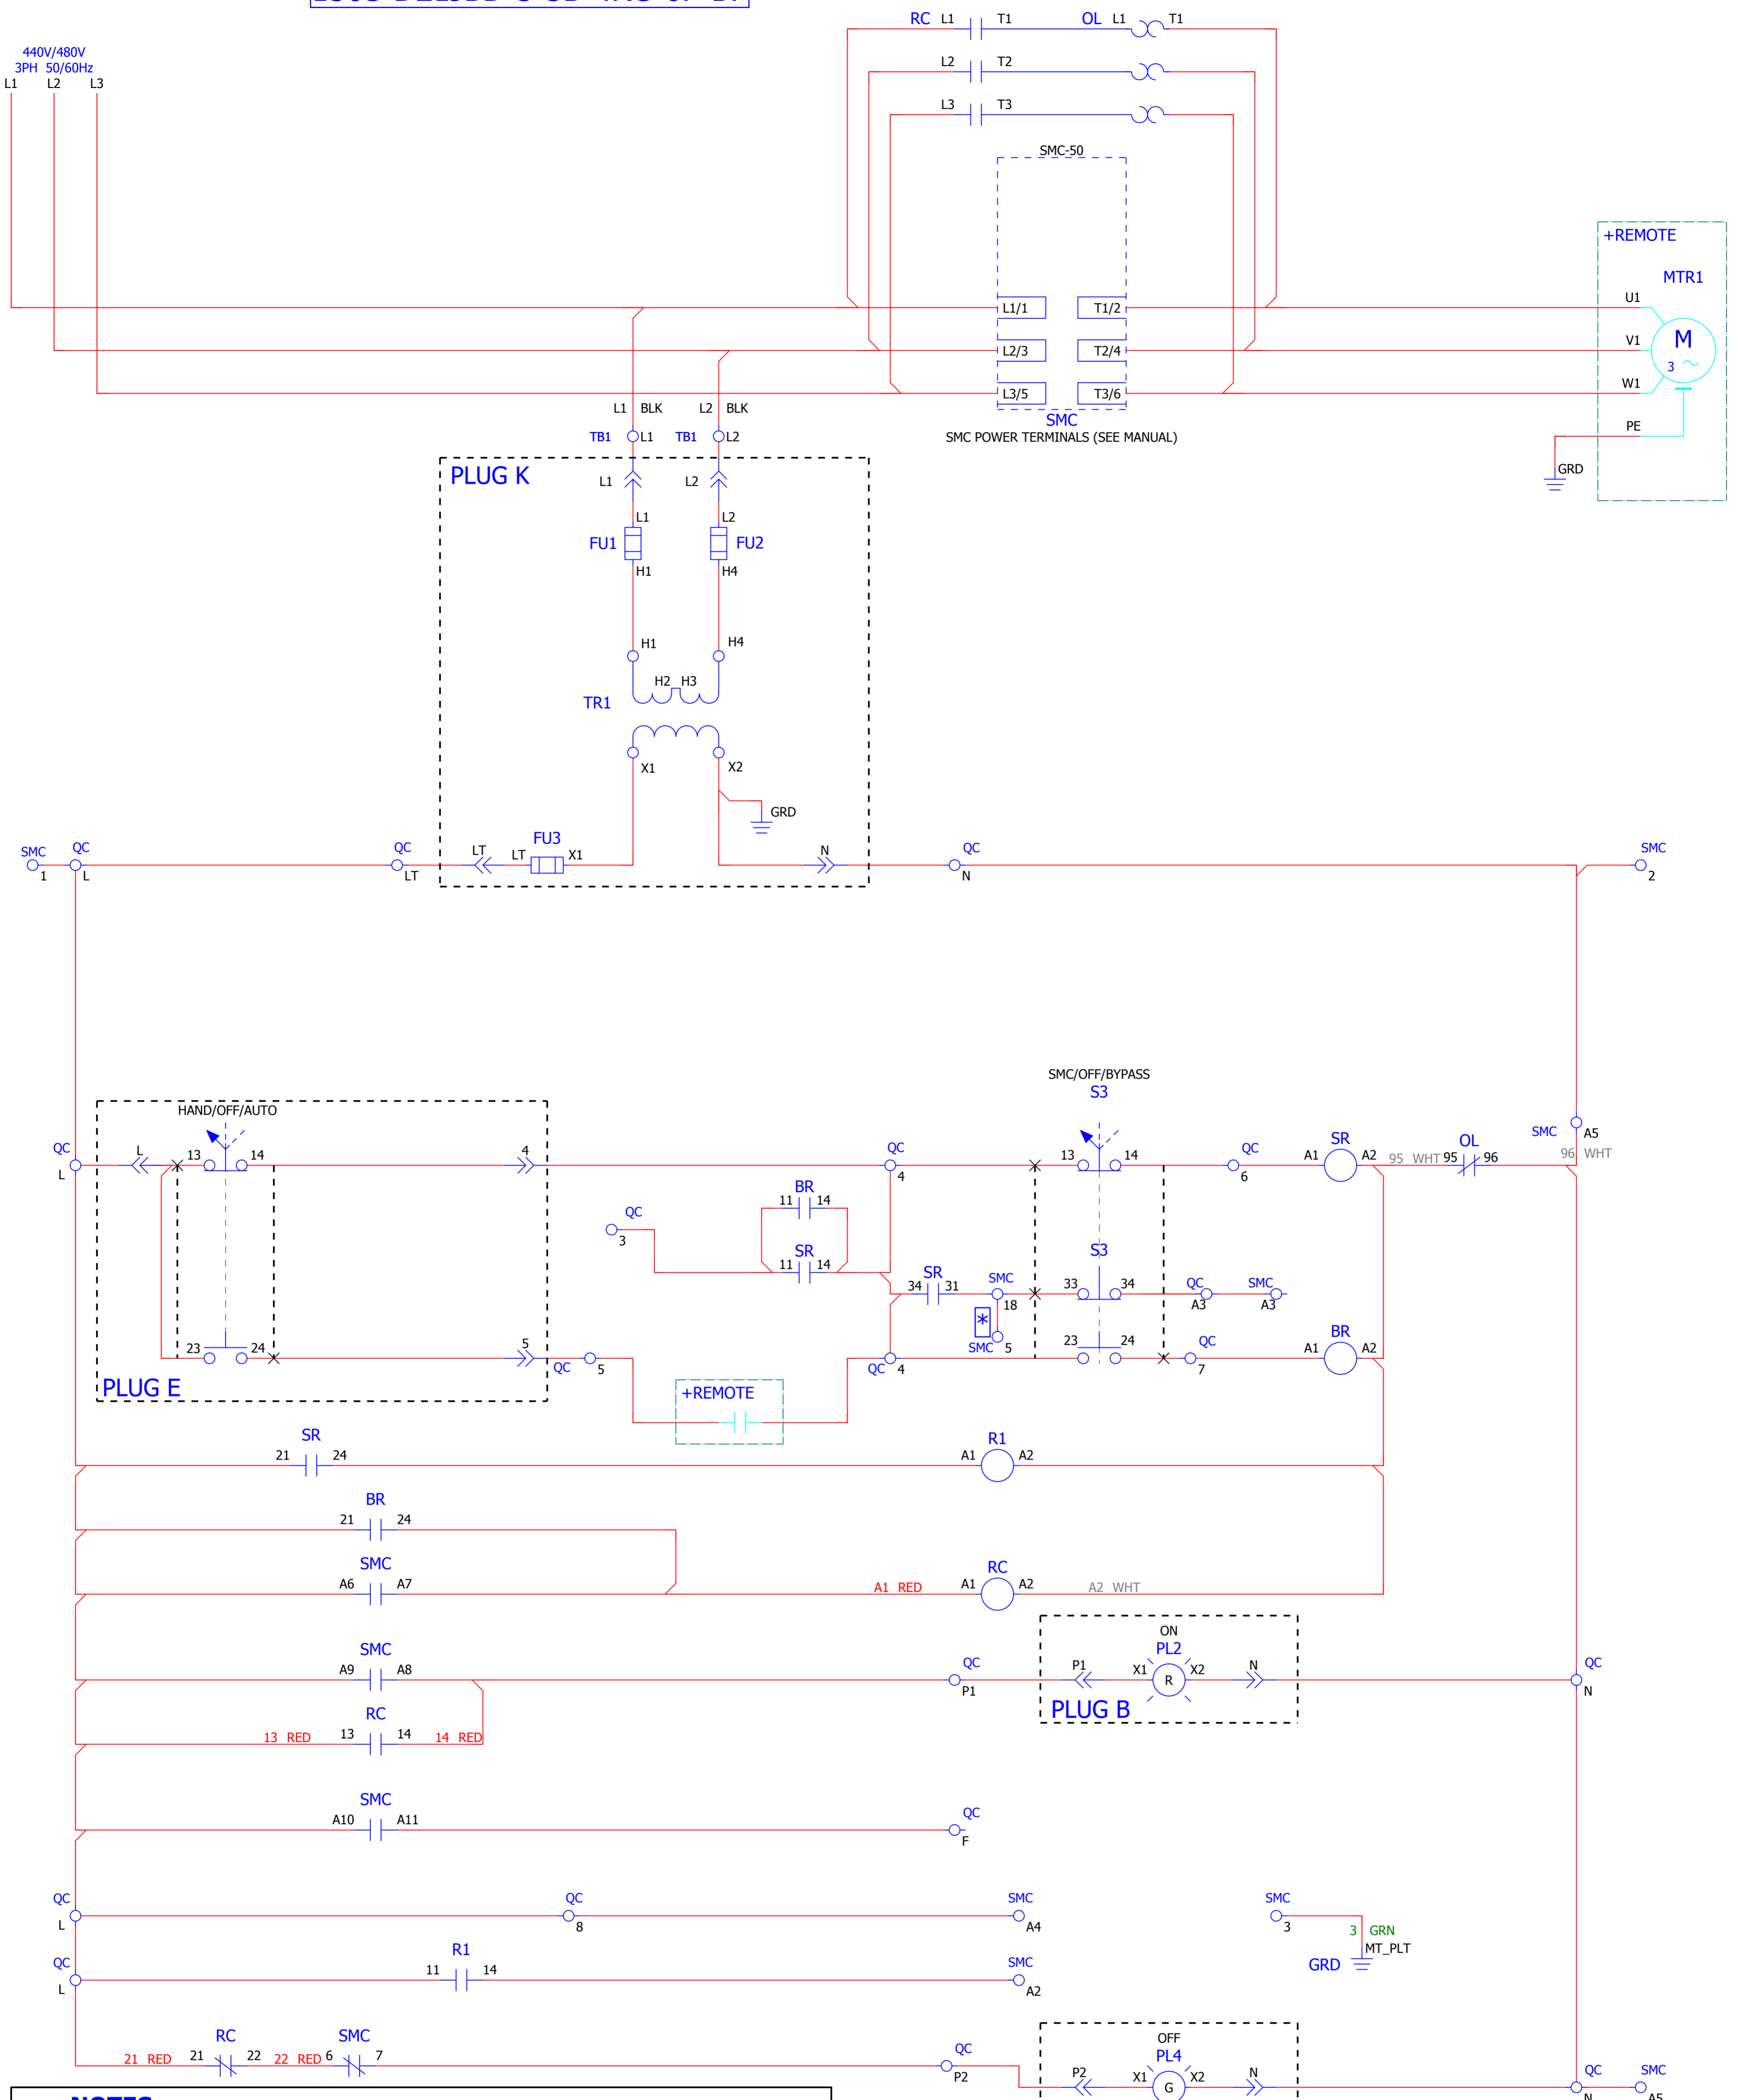 440V/480V
3PH 50/60Hz
L1 L2 L3
RC L1 T1 OL L1 T1
L2 T2
L3 T3
SMC-50
L1/1 T1/2
L2/3 T2/4
L3/5 T3/6
SMC
SMC POWER TERMINALS (SEE MANUAL)
+REMOTE
MTR1
U1
V1
W1
M
3
PE
GRD
L1 BLK L2 BLK
TB1 L1 TB1 L2
PLUG K
L1 L2
L1 L2
FU1 FU2
H1 H4
H1 H4
H2 H3
TR1
X1 X2
GRD
FU3
SMC QC QC LT LT X1 N QC SMC
1 L LT N 2
SMC/OFF/BYPASS
S3
HAND/OFF/AUTO
QC L 13 14 4 QC 13 14 QC SR OL SMC A5
L 4 6 A1 A2 95 WHT 95 96 96 WHT
BR
11 14
QC
3
SR
11 14
S3
SR
34 31 SMC 33 34 QC SMC
18 A3 A3
*
SMC 5
23 24 5 23 24 QC BR
QC 5 QC 4 7 A1 A2
PLUG E
+REMOTE
SR R1
21 24 A1 A2
BR
21 24
SMC RC
A6 A7 A1 RED A1 A2 A2 WHT
ON
SMC QC PL2 QC
A9 A8 P1 P1 X1 R X2 N N
PLUG B
RC
13 RED 13 14 14 RED
SMC
A10 A11 QC
F
QC QC SMC SMC
L 8 A4 3
3 GRN
MT_PLT
GRD
QC R1 SMC
L 11 14 A2
OFF
RC SMC QC PL4 QC SMC
21 RED 21 22 22 RED 6 7 P2 P2 X1 G X2 N N A5
NOTES